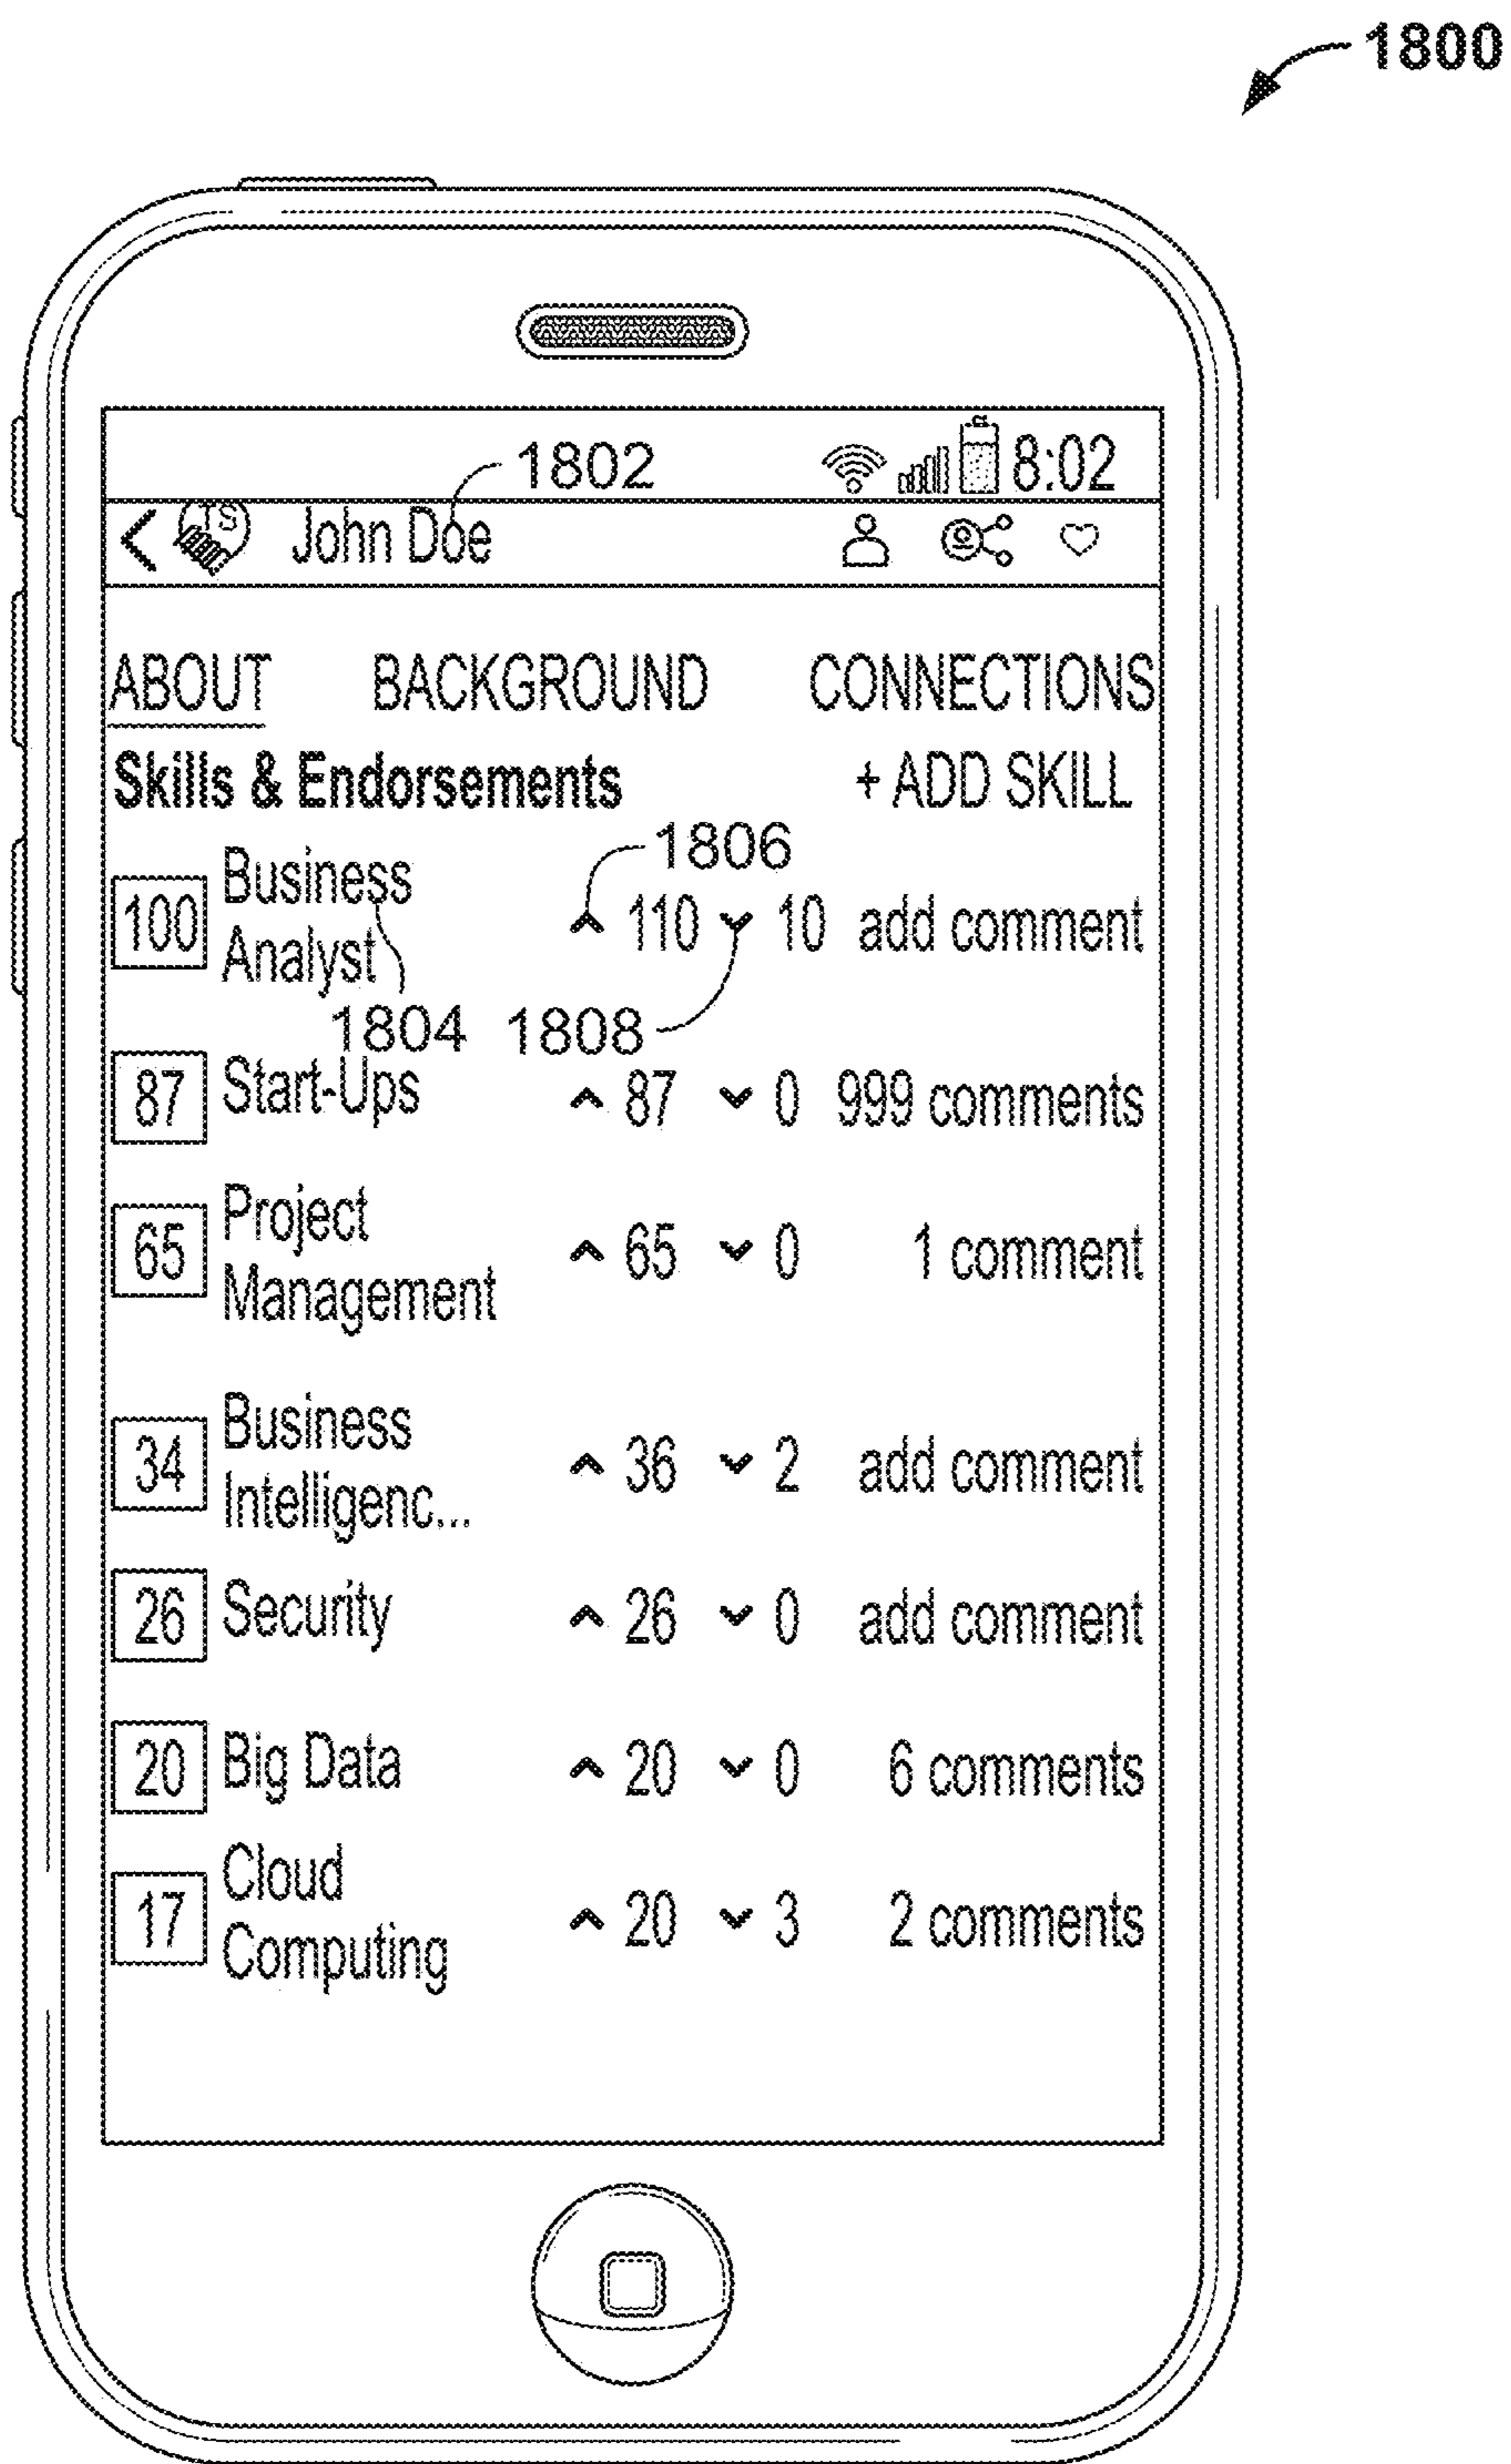 1800
1802
8:02
TS John Doe
ABOUT BACKGROUND CONNECTIONS
Skills & Endorsements + ADD SKILL
1806
100 Business Analyst 110 10 add comment
1804 1808
87 Start-Ups 87 0 999 comments
65 Project Management 65 0 1 comment
34 Business Intelligenc... 36 2 add comment
26 Security 26 0 add comment
20 Big Data 20 0 6 comments
17 Cloud Computing 20 3 2 comments